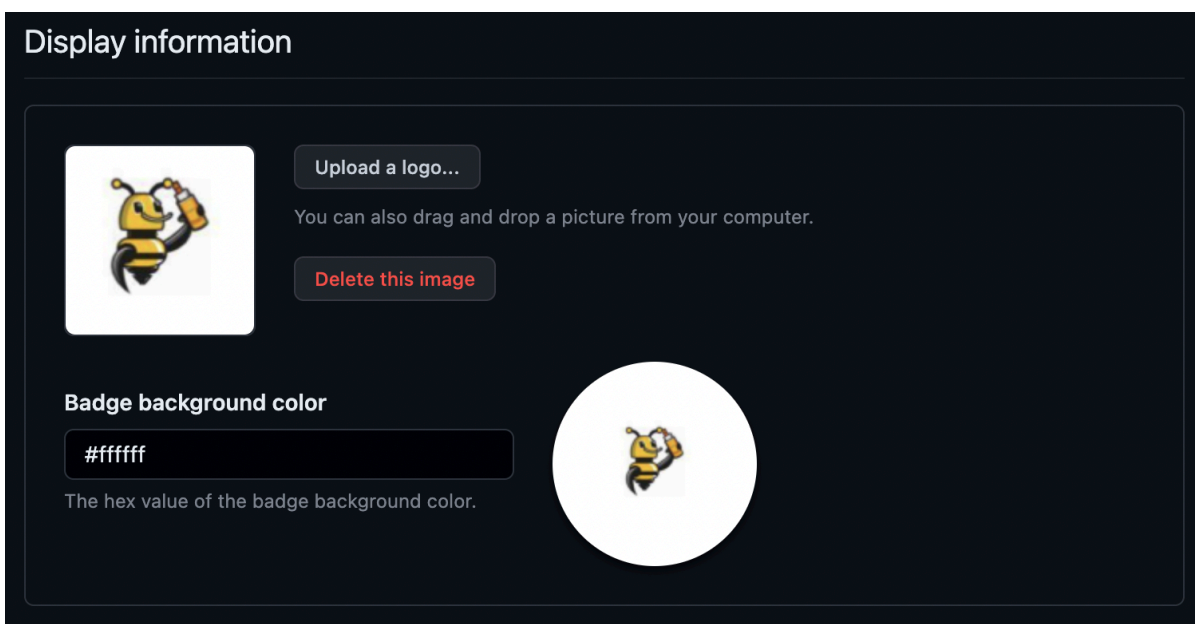 Display information
Upload a logo...
You can also drag and drop a picture from your computer.
Delete this image
Badge background color
#ffffff
The hex value of the badge background color.